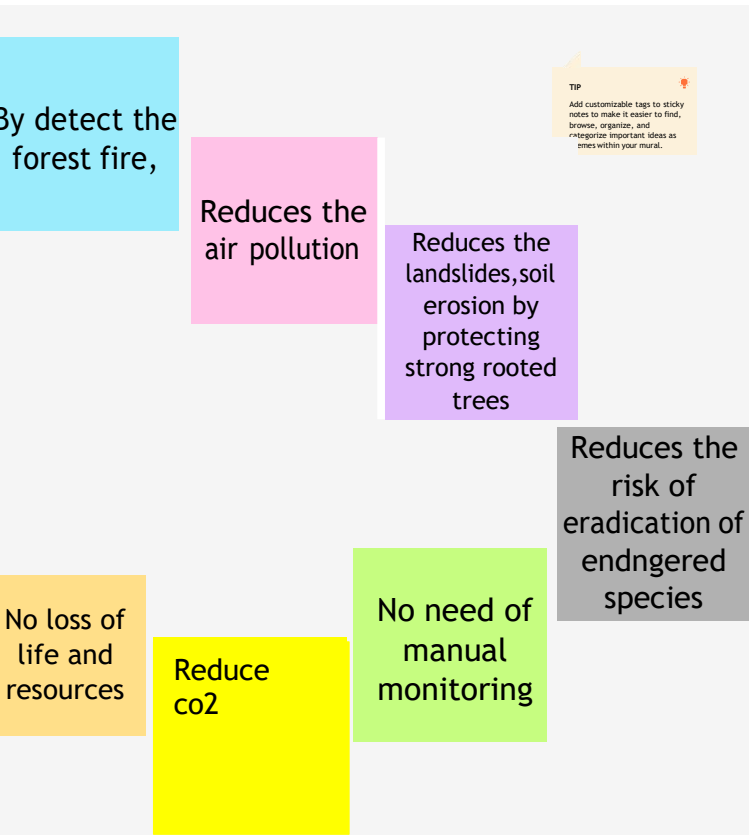 By detect the
forest fire,
TIP
Add customizable tags to sticky
notes to make it easier to find,
browse, organize, and
categorize important ideas as
emes within your mural.
Reduces the
air pollution
Reduces the
landslides,soil
erosion by
protecting
strong rooted
trees
Reduces the
risk of
eradication of
endngered
species
No need of
manual
monitoring
No loss of
life and
resources
Reduce
co2